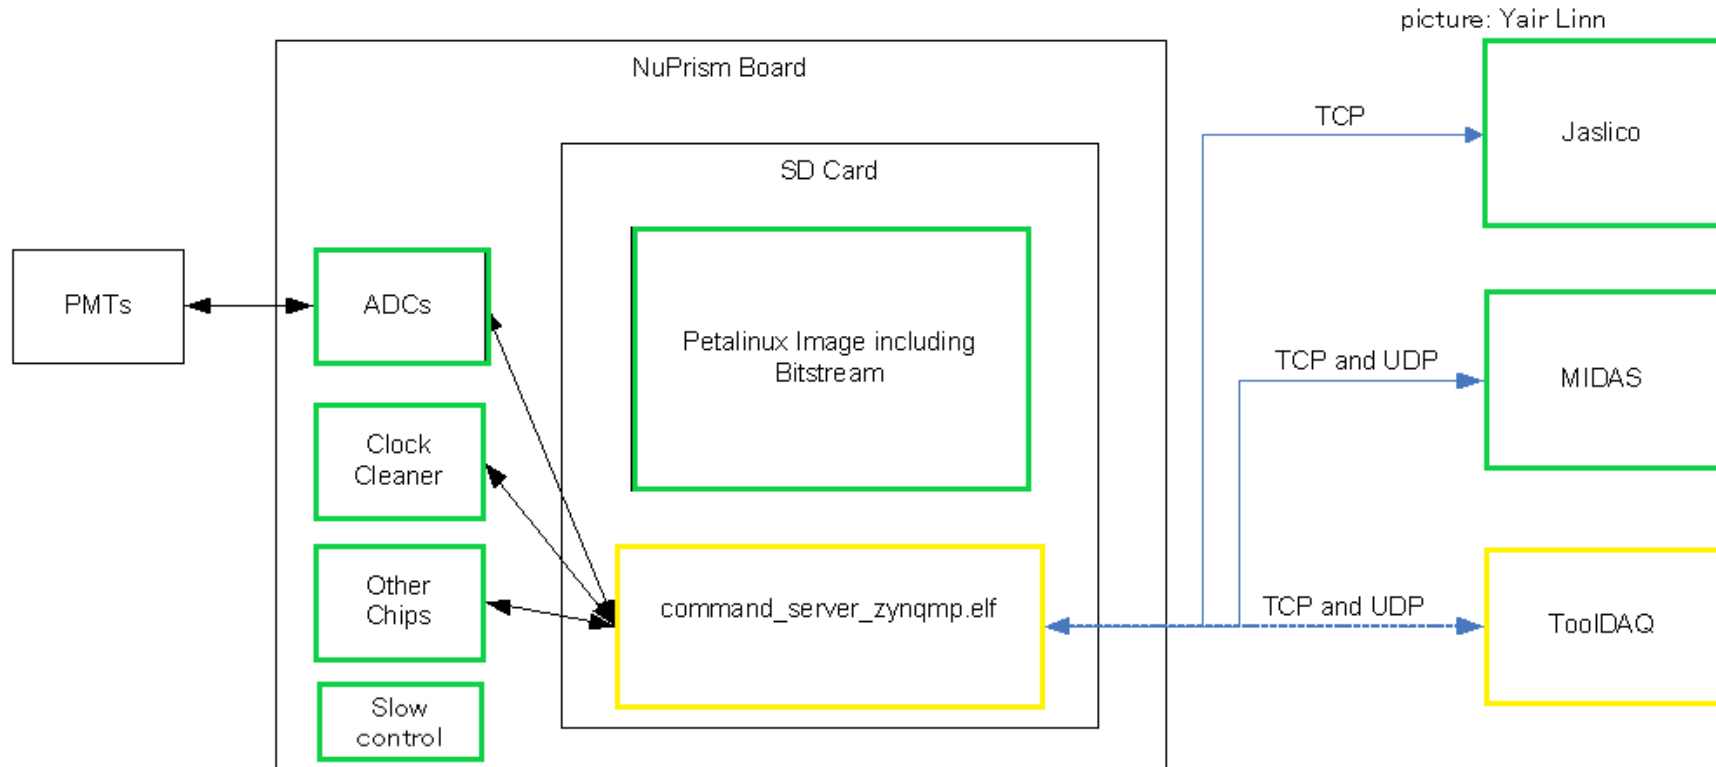 picture: Yair Linn
NuPrism Board
TCP
Jaslico
SD Card
PMTs
ADCs
Petalinux Image including
Bitstream
TCP and UDP
MIDAS
Clock
Cleaner
Other
Chips
command_server_zynqmp.elf
TCP and UDP
ToolDAQ
Slow
control